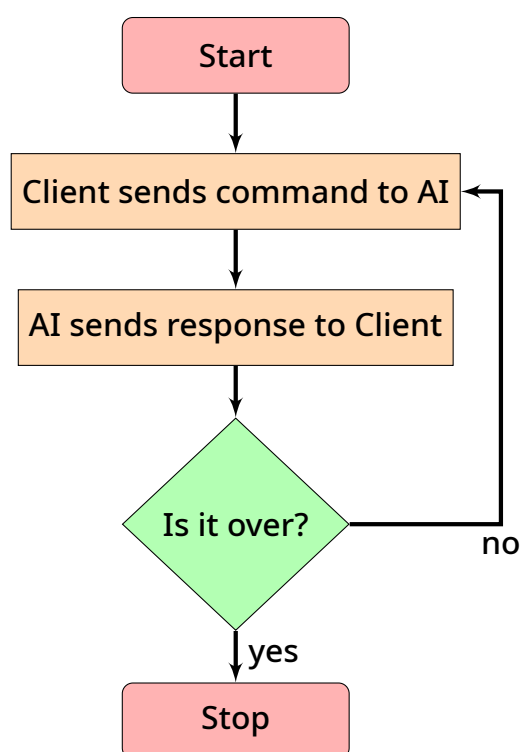 Start
Client sends command to AI
AI sends response to Client
Is it over?
no
yes
Stop